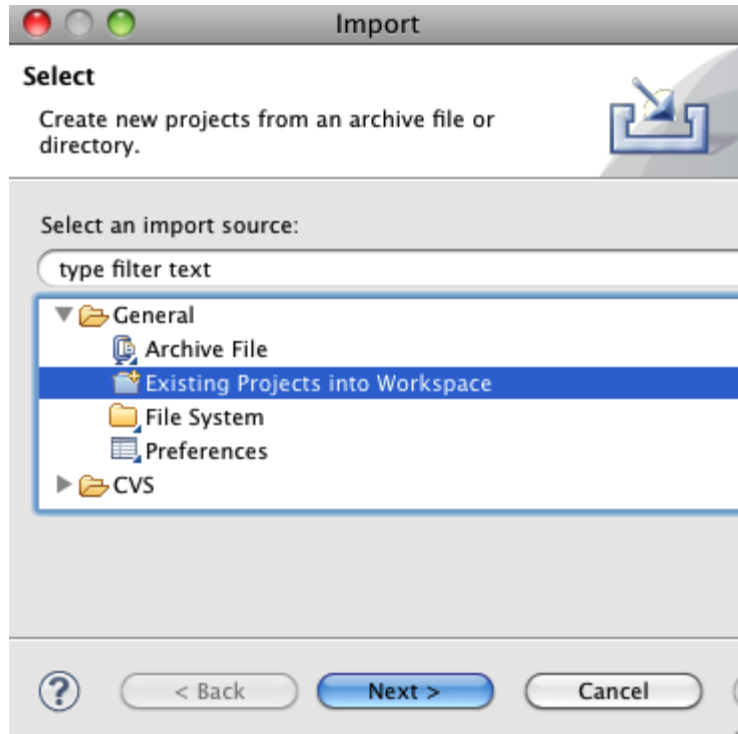 Import
Select
Create new projects from an archive file or
directory.
Select an import source:
type filter text
General
Archive File
Existing Projects into Workspace
File System
Preferences
CVS
? < Back Next > Cancel